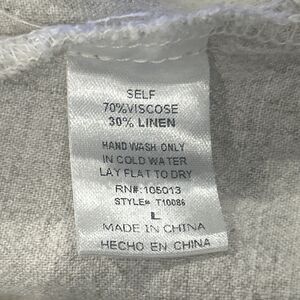 SELF
70%VISCOSE
30% LINEN
HAND WASH ONLY
IN COLD WATER
LAY FLAT TO DRY
RN#: 105013
STYLE# T10086
L
MADE IN CHINA
HECHO EN CHINA